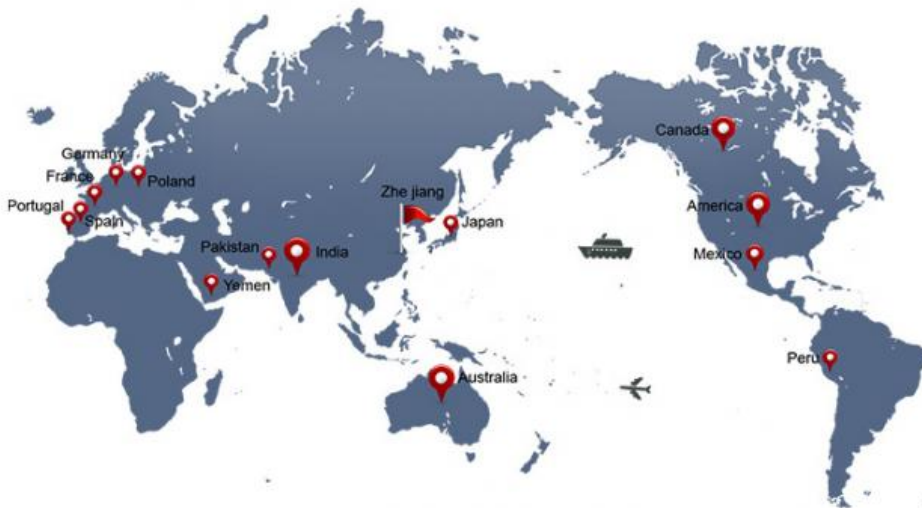 Canada
Germany
France
Poland
Zhe jiang
Portugal
Spain
America
Japan
Pakistan
India
Mexico
Yemen
Peru
Australia